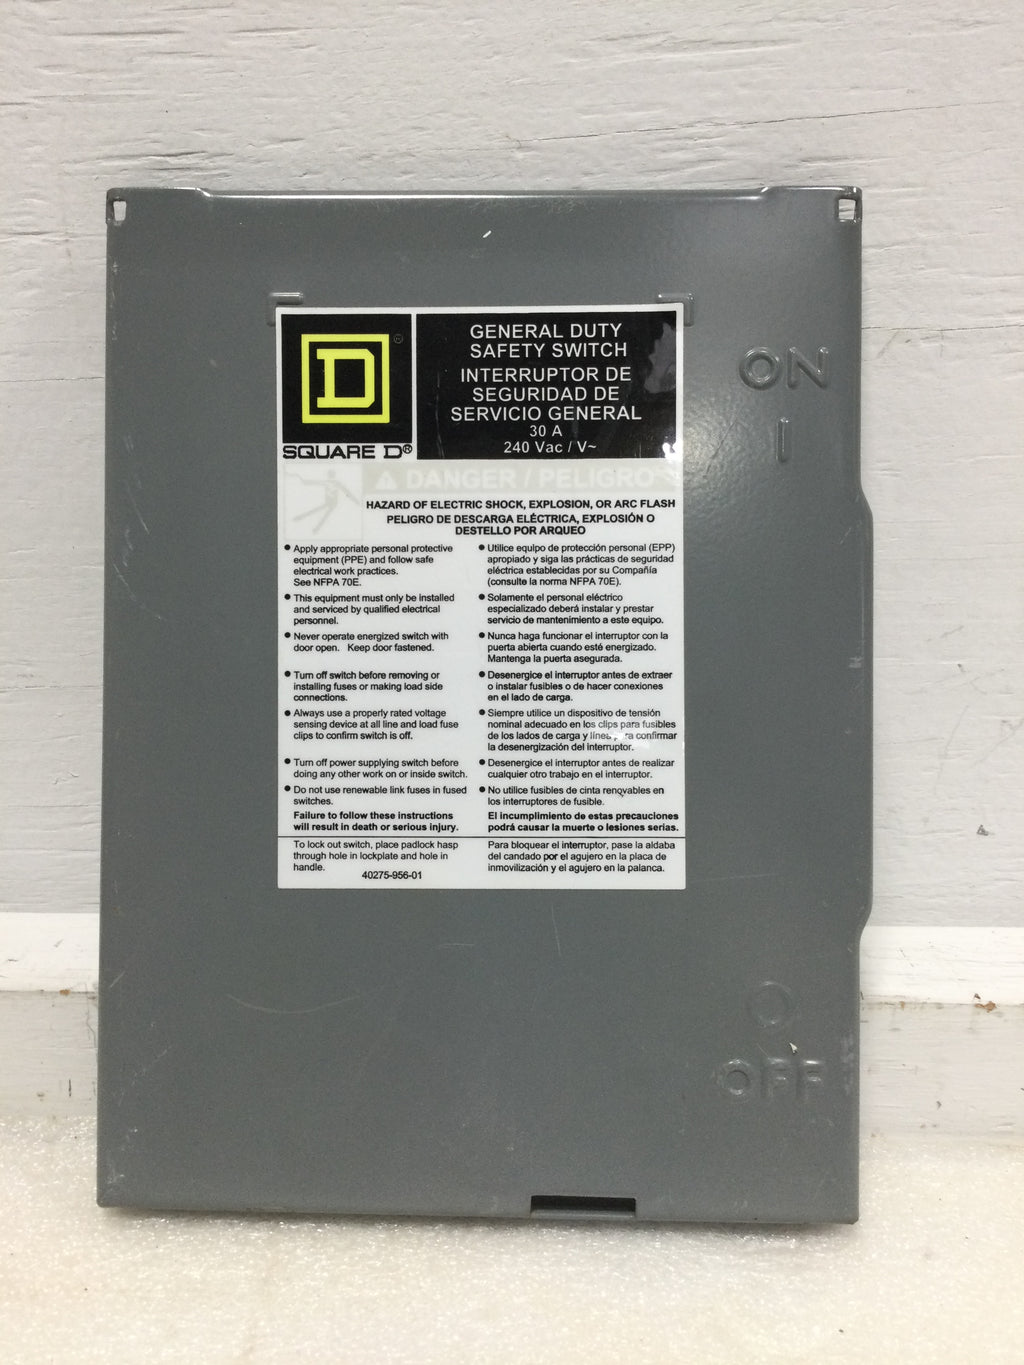 D
SQUARE D®
GENERAL DUTY
SAFETY SWITCH
INTERRUPTOR DE
SEGURIDAD DE
SERVICIO GENERAL
30 A
240 Vac / V~
DANGER / PELIGRO
HAZARD OF ELECTRIC SHOCK, EXPLOSION, OR ARC FLASH
PELIGRO DE DESCARGA ELÉCTRICA, EXPLOSIÓN O
DESTELLO POR ARQUEO
• Apply appropriate personal protective
equipment (PPE) and follow safe
electrical work practices.
See NFPA 70E.
• This equipment must only be installed
and serviced by qualified electrical
personnel.
• Never operate energized switch with
door open. Keep door fastened.
• Turn off switch before removing or
installing fuses or making load side
connections.
• Always use a properly rated voltage
sensing device at all line and load fuse
clips to confirm switch is off.
• Turn off power supplying switch before
doing any other work on or inside switch.
• Do not use renewable link fuses in fused
switches.
Failure to follow these instructions
will result in death or serious injury.
• Utilice equipo de protección personal (EPP)
apropiado y siga las prácticas de seguridad
eléctrica establecidas por su Compañía
(consulte la norma NFPA 70E).
• Solamente el personal eléctrico
especializado deberá instalar y prestar
servicio de mantenimiento a este equipo.
• Nunca haga funcionar el interruptor con la
puerta abierta cuando esté energizado.
Mantenga la puerta asegurada.
• Desenergice el interruptor antes de extraer
o instalar fusibles o de hacer conexiones
en el lado de carga.
• Siempre utilice un dispositivo de tensión
nominal adecuado en los clips para fusibles
de los lados de carga y línea para confirmar
la desenergización del interruptor.
• Desenergice el interruptor antes de realizar
cualquier otro trabajo en el interruptor.
• No utilice fusibles de cinta renovables en
los interruptores de fusible.
El incumplimiento de estas precauciones
podrá causar la muerte o lesiones serias.
To lock out switch, place padlock hasp
through hole in lockplate and hole in
handle.
40275-956-01
Para bloquear el interruptor, pase la aldaba
del candado por el agujero en la placa de
inmovilización y el agujero en la palanca.
ON
I
O
OFF